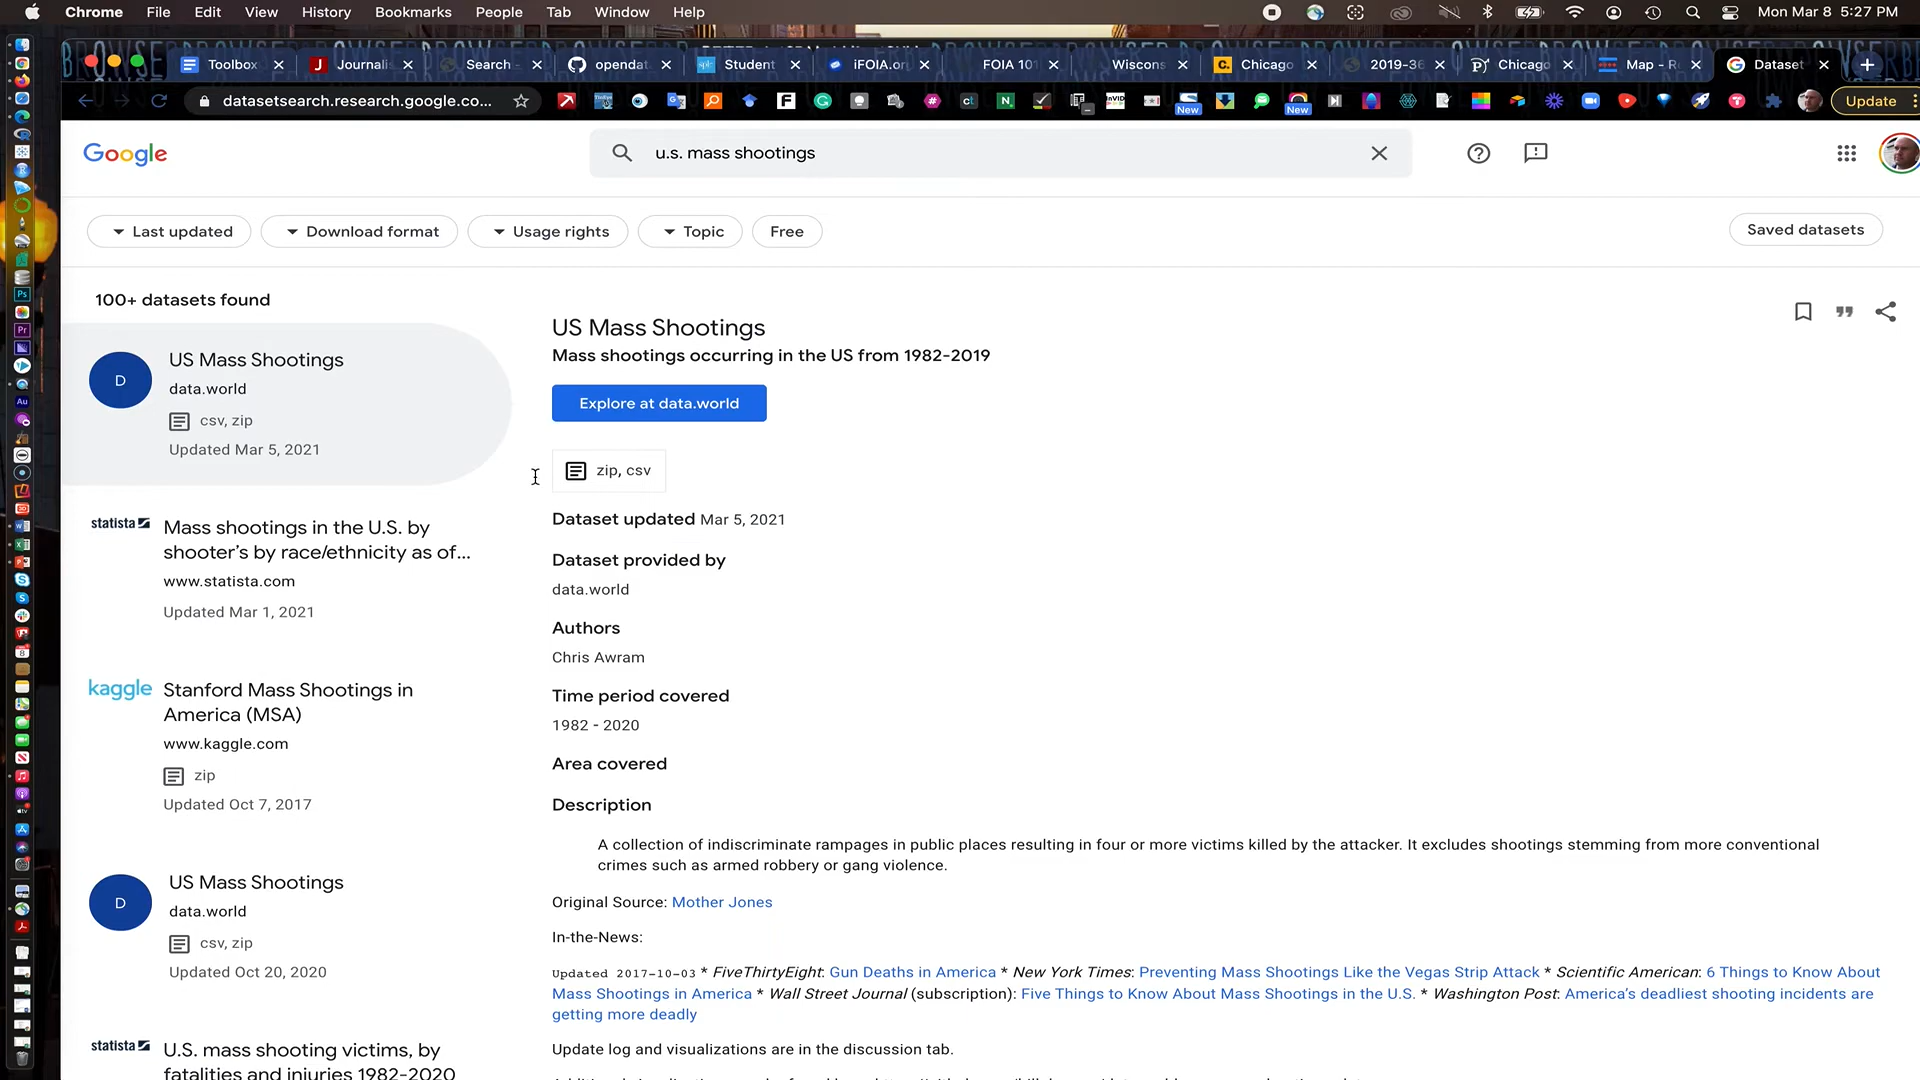 Chrome File Edit View History Bookmarks People Tab Window Help Mon Mar 8 5:27 PM
Toolbox Journalis Search - opendat Student iFOIA.or FOIA 101 Wiscons Chicago 2019-36 Chicago Map - R Dataset
datasetsearch.research.google.co... New New Update
Google u.s. mass shootings
Last updated Download format Usage rights Topic Free Saved datasets
100+ datasets found
US Mass Shootings
D data.world
csv, zip
Updated Mar 5, 2021
statista Mass shootings in the U.S. by
shooter's by race/ethnicity as of...
www.statista.com
Updated Mar 1, 2021
kaggle Stanford Mass Shootings in
America (MSA)
www.kaggle.com
zip
Updated Oct 7, 2017
US Mass Shootings
D data.world
csv, zip
Updated Oct 20, 2020
statista U.S. mass shooting victims, by
fatalities and injuries 1982-2020
US Mass Shootings
Mass shootings occurring in the US from 1982-2019
Explore at data.world
zip, csv
Dataset updated Mar 5, 2021
Dataset provided by
data.world
Authors
Chris Awram
Time period covered
1982 - 2020
Area covered
Description
A collection of indiscriminate rampages in public places resulting in four or more victims killed by the attacker. It excludes shootings stemming from more conventional
crimes such as armed robbery or gang violence.
Original Source: Mother Jones
In-the-News:
Updated 2017-10-03 * FiveThirtyEight: Gun Deaths in America * New York Times: Preventing Mass Shootings Like the Vegas Strip Attack * Scientific American: 6 Things to Know About
Mass Shootings in America * Wall Street Journal (subscription): Five Things to Know About Mass Shootings in the U.S. * Washington Post: America's deadliest shooting incidents are
getting more deadly
Update log and visualizations are in the discussion tab.